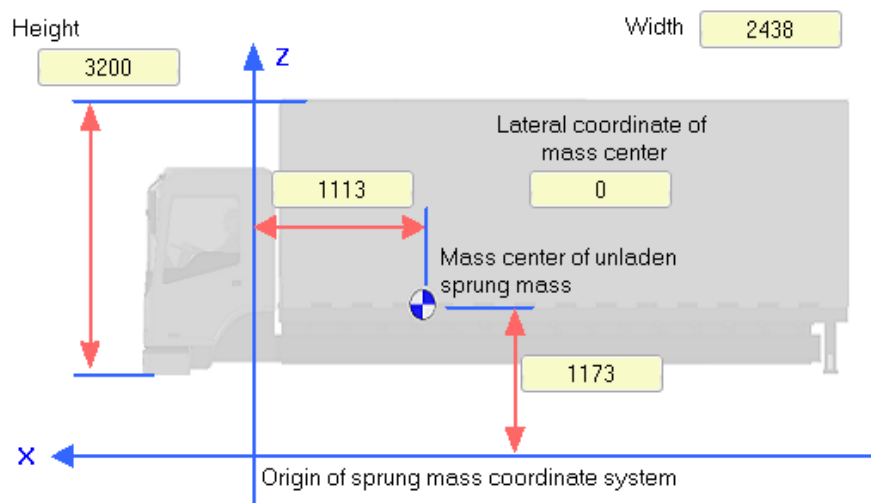 Height
Width
2438
3200
Z
Lateral coordinate of
mass center
1113
0
Mass center of unladen
sprung mass
1173
X
Origin of sprung mass coordinate system